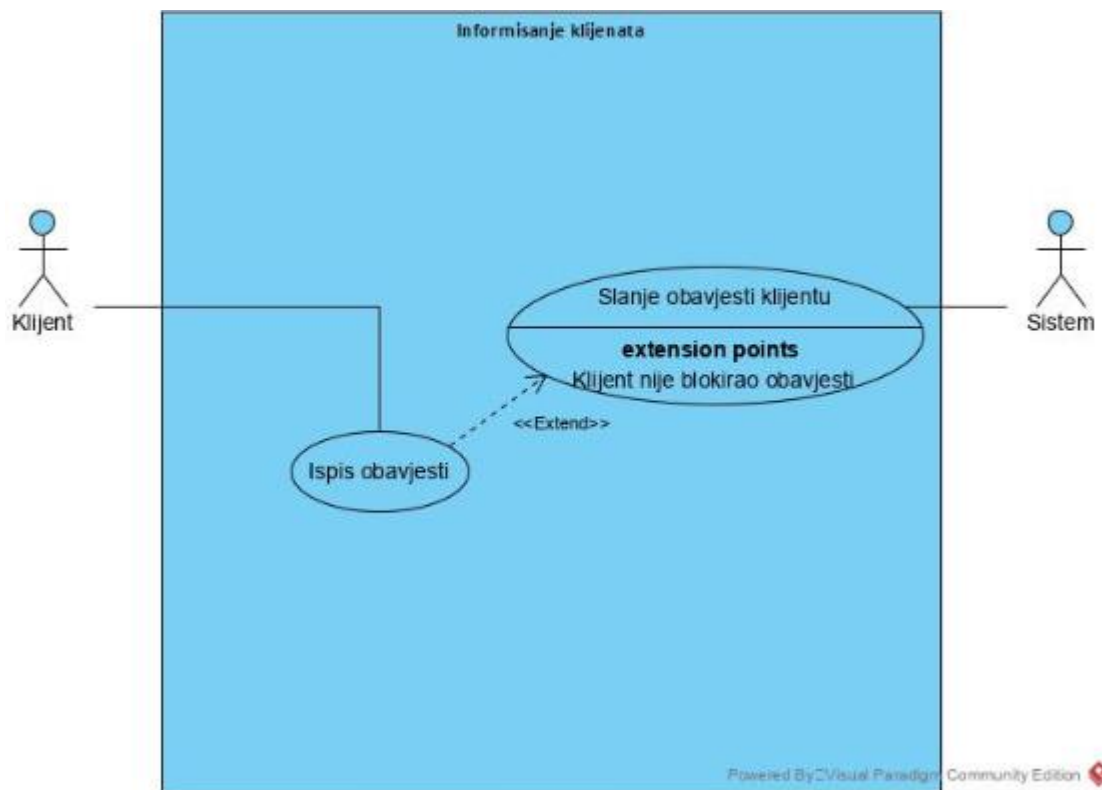 Informisanje klijenata
Klijent
Slanje obavjesti klijentu
extension points
Klijent nije blokirao obavjesti
Sistem
<<Extend>>
Ispis obavjesti
Powered By Visual Paradigm Community Edition